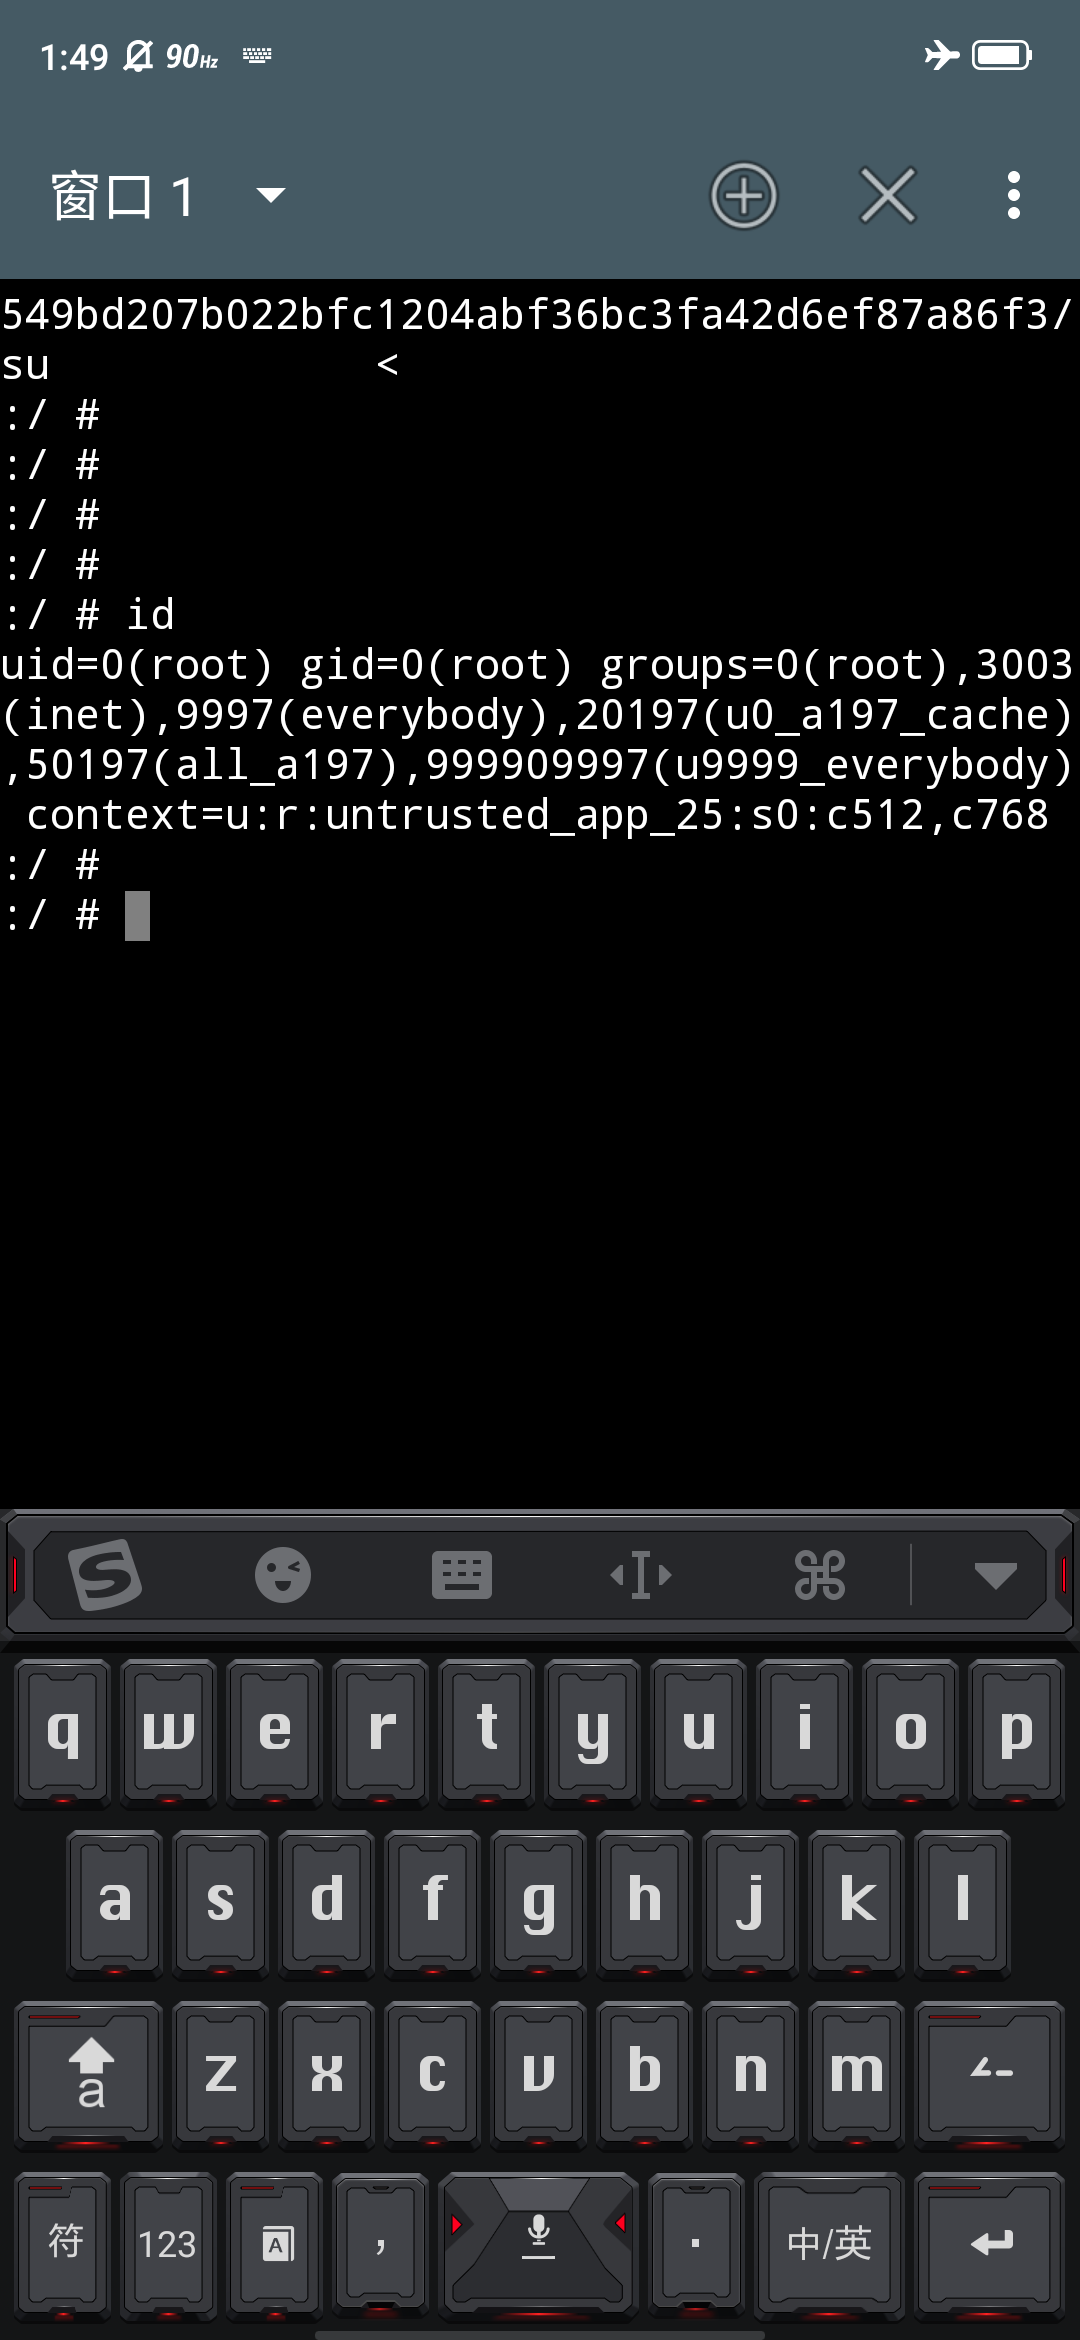 1:49 90Hz
窗口 1
549bd207b022bfc1204abf36bc3fa42d6ef87a86f3/
su <
:/ #
:/ #
:/ #
:/ #
:/ # id
uid=0(root) gid=0(root) groups=0(root),3003
(inet),9997(everybody),20197(u0_a197_cache)
,50197(all_a197),999909997(u9999_everybody)
context=u:r:untrusted_app_25:s0:c512,c768
:/ #
:/ #
q w e r t y u i o p
a s d f g h j k l
a z x c v b n m
符 123 A , . 中/英